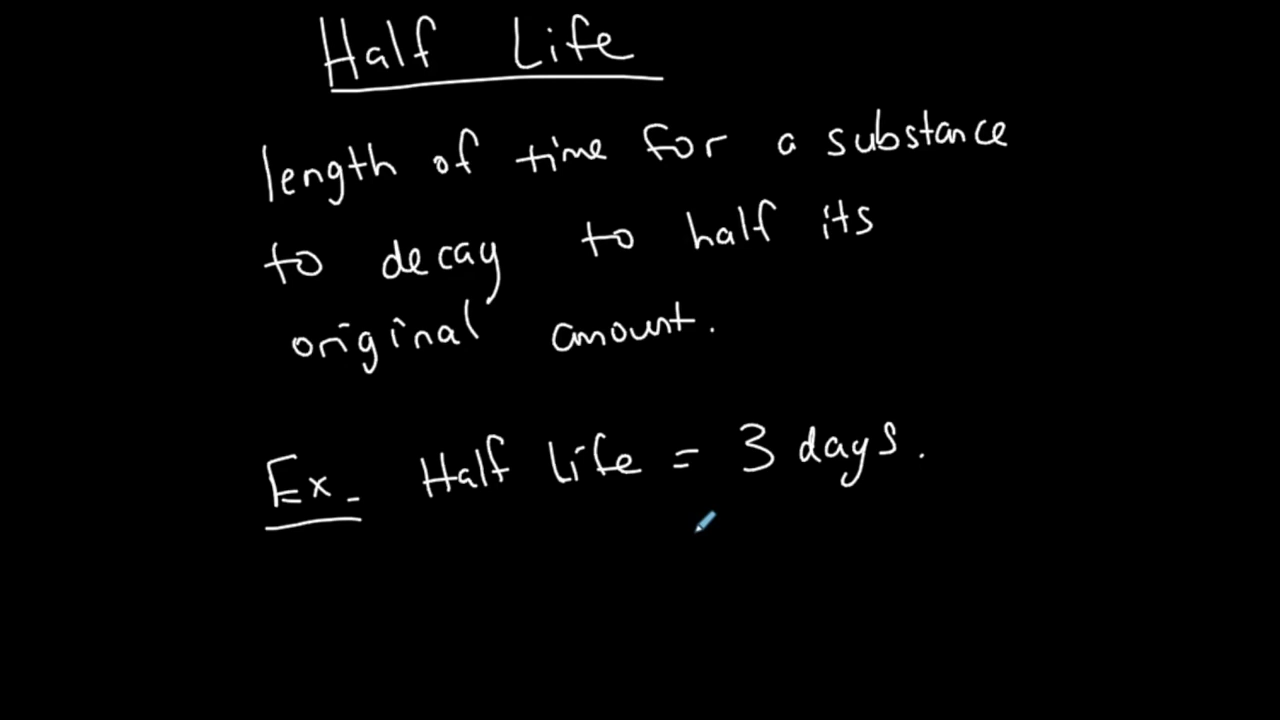 Half Life
length of time for a substance
to decay to half its
original amount.
Ex. Half life = 3 days.